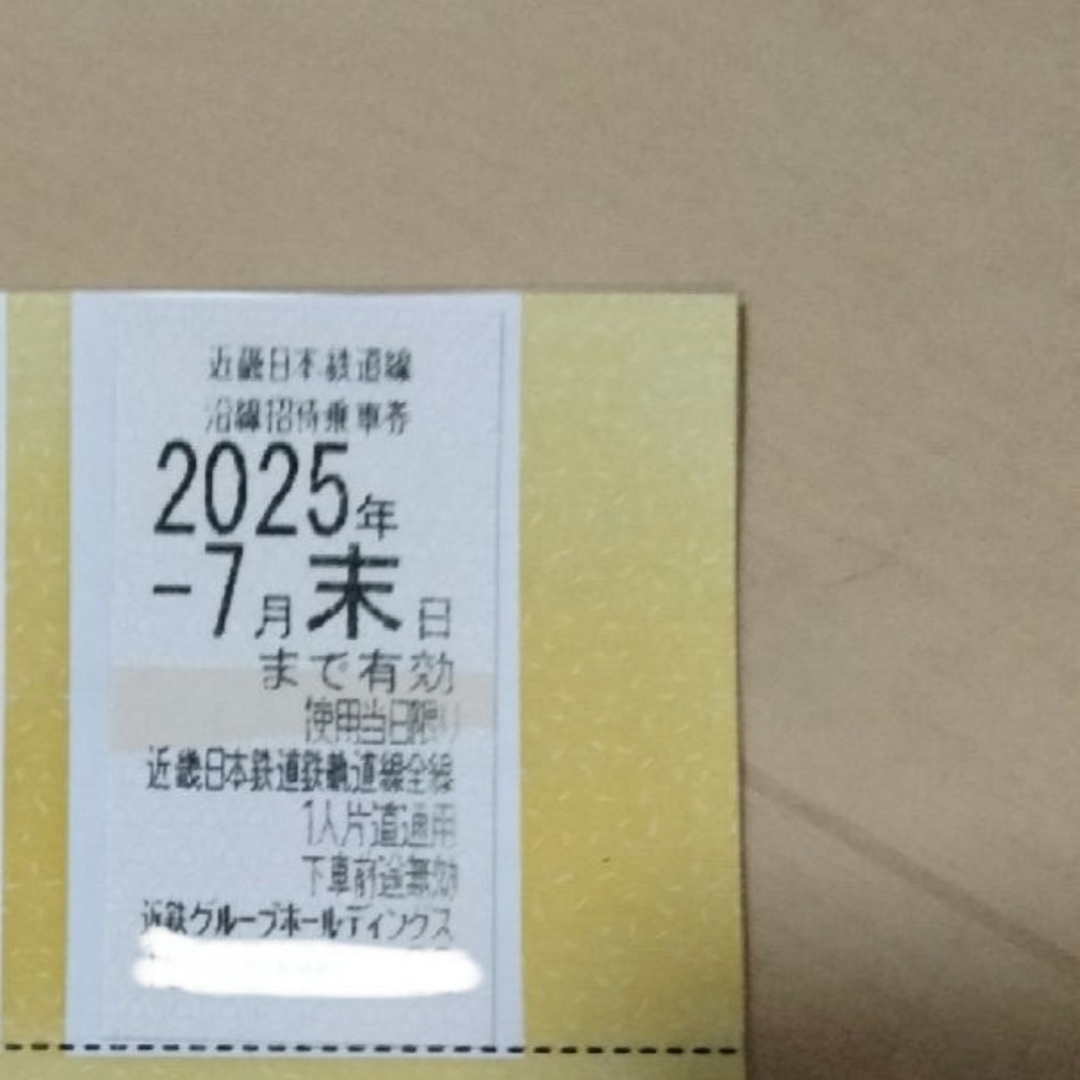 近畿日本鉄道線
沿線招待乗車券
2025年
-7月末日
まで有効
使用当日限り
近畿日本鉄道鉄軌道線全線
1人片道通用
下車前途無効
近鉄グループホールディングス